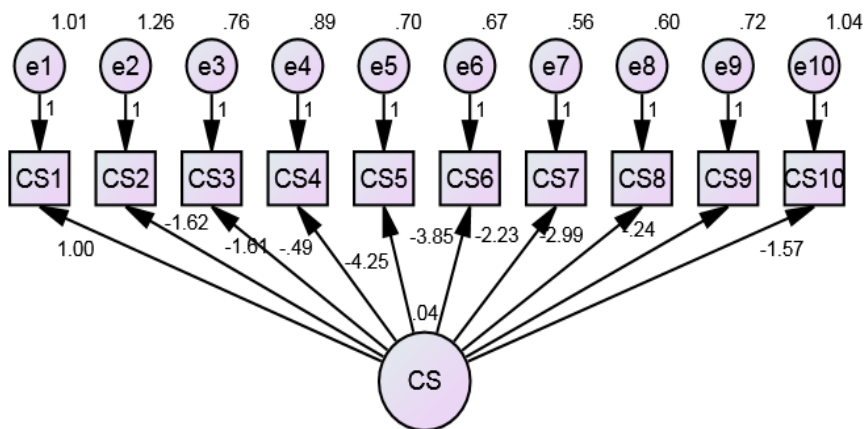 1.01 1.26 .76 .89 .70 .67 .56 .60 .72 1.04
e1 e2 e3 e4 e5 e6 e7 e8 e9 e10
1 1 1 1 1 1 1 1 1 1
CS1 CS2 CS3 CS4 CS5 CS6 CS7 CS8 CS9 CS10
1.00 -1.62 -1.61 -.49 -4.25 -3.85 -2.23 -2.99 -.24 -1.57
.04
CS